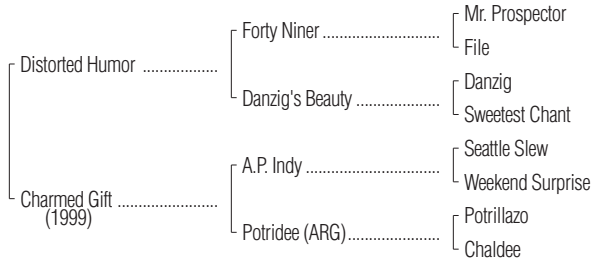 Mr. Prospector
Forty Niner ..............................
File
Distorted Humor ...................
Danzig
Danzig's Beauty .....................
Sweetest Chant
Seattle Slew
A.P. Indy ..................................
Weekend Surprise
Charmed Gift .........................
(1999)
Potrillazo
Potridee (ARG).......................
Chaldee